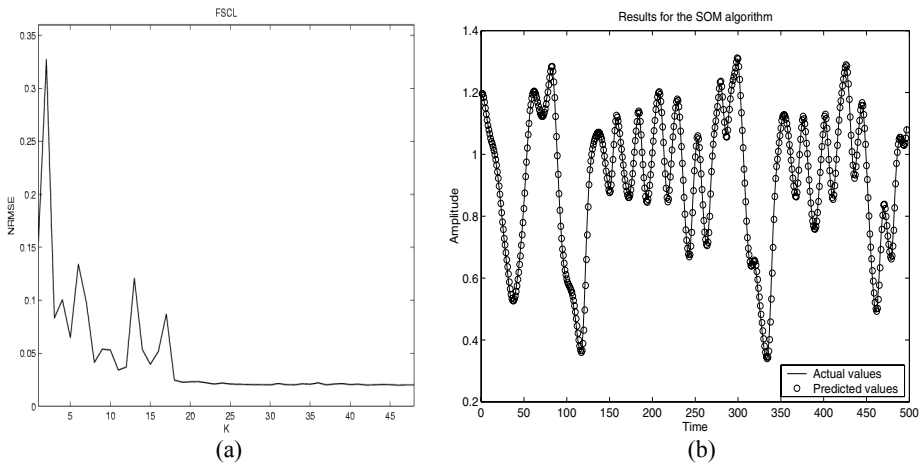 FSCL
0.35
0.3
0.25
0.2
0.15
0.1
0.05
0
NRMSE
5 10 15 20 25 30 35 40 45
K
(a)
Results for the SOM algorithm
1.4
1.2
1
0.8
0.6
0.4
0.2
Amplitude
0 50 100 150 200 250 300 350 400 450 500
Time
Actual values
Predicted values
(b)